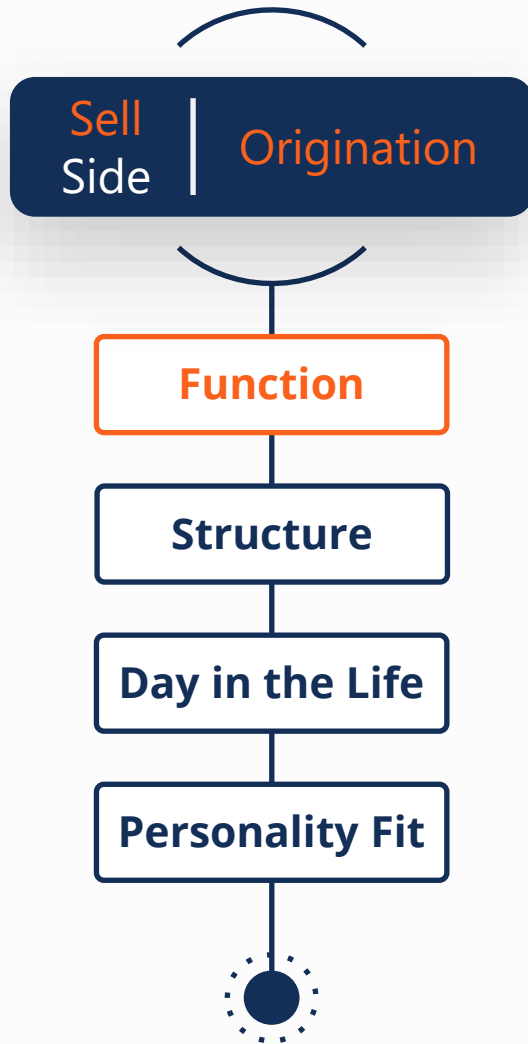 Sell
Side
Origination
Function
Structure
Day in the Life
Personality Fit